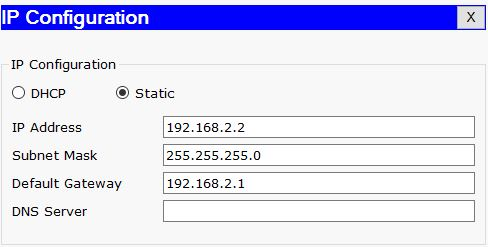 IP Configuration X
IP Configuration
DHCP Static
IP Address 192.168.2.2
Subnet Mask 255.255.255.0
Default Gateway 192.168.2.1
DNS Server